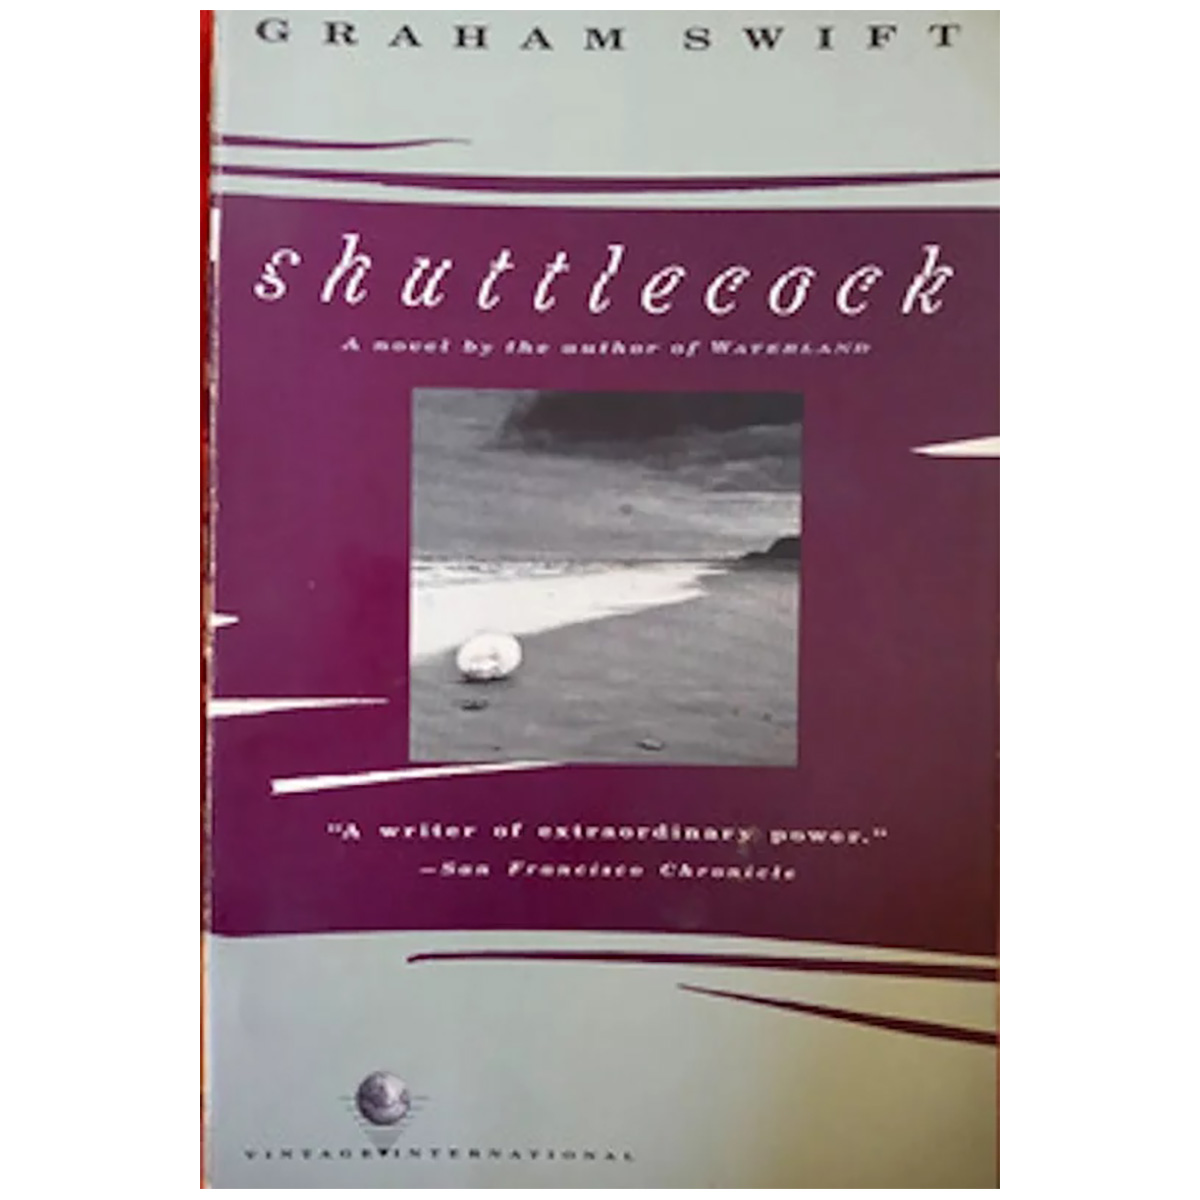 GRAHAM SWIFT
shuttlecock
A novel by the author of WATERLAND
"A writer of extraordinary power."
—San Francisco Chronicle
VINTAGE INTERNATIONAL